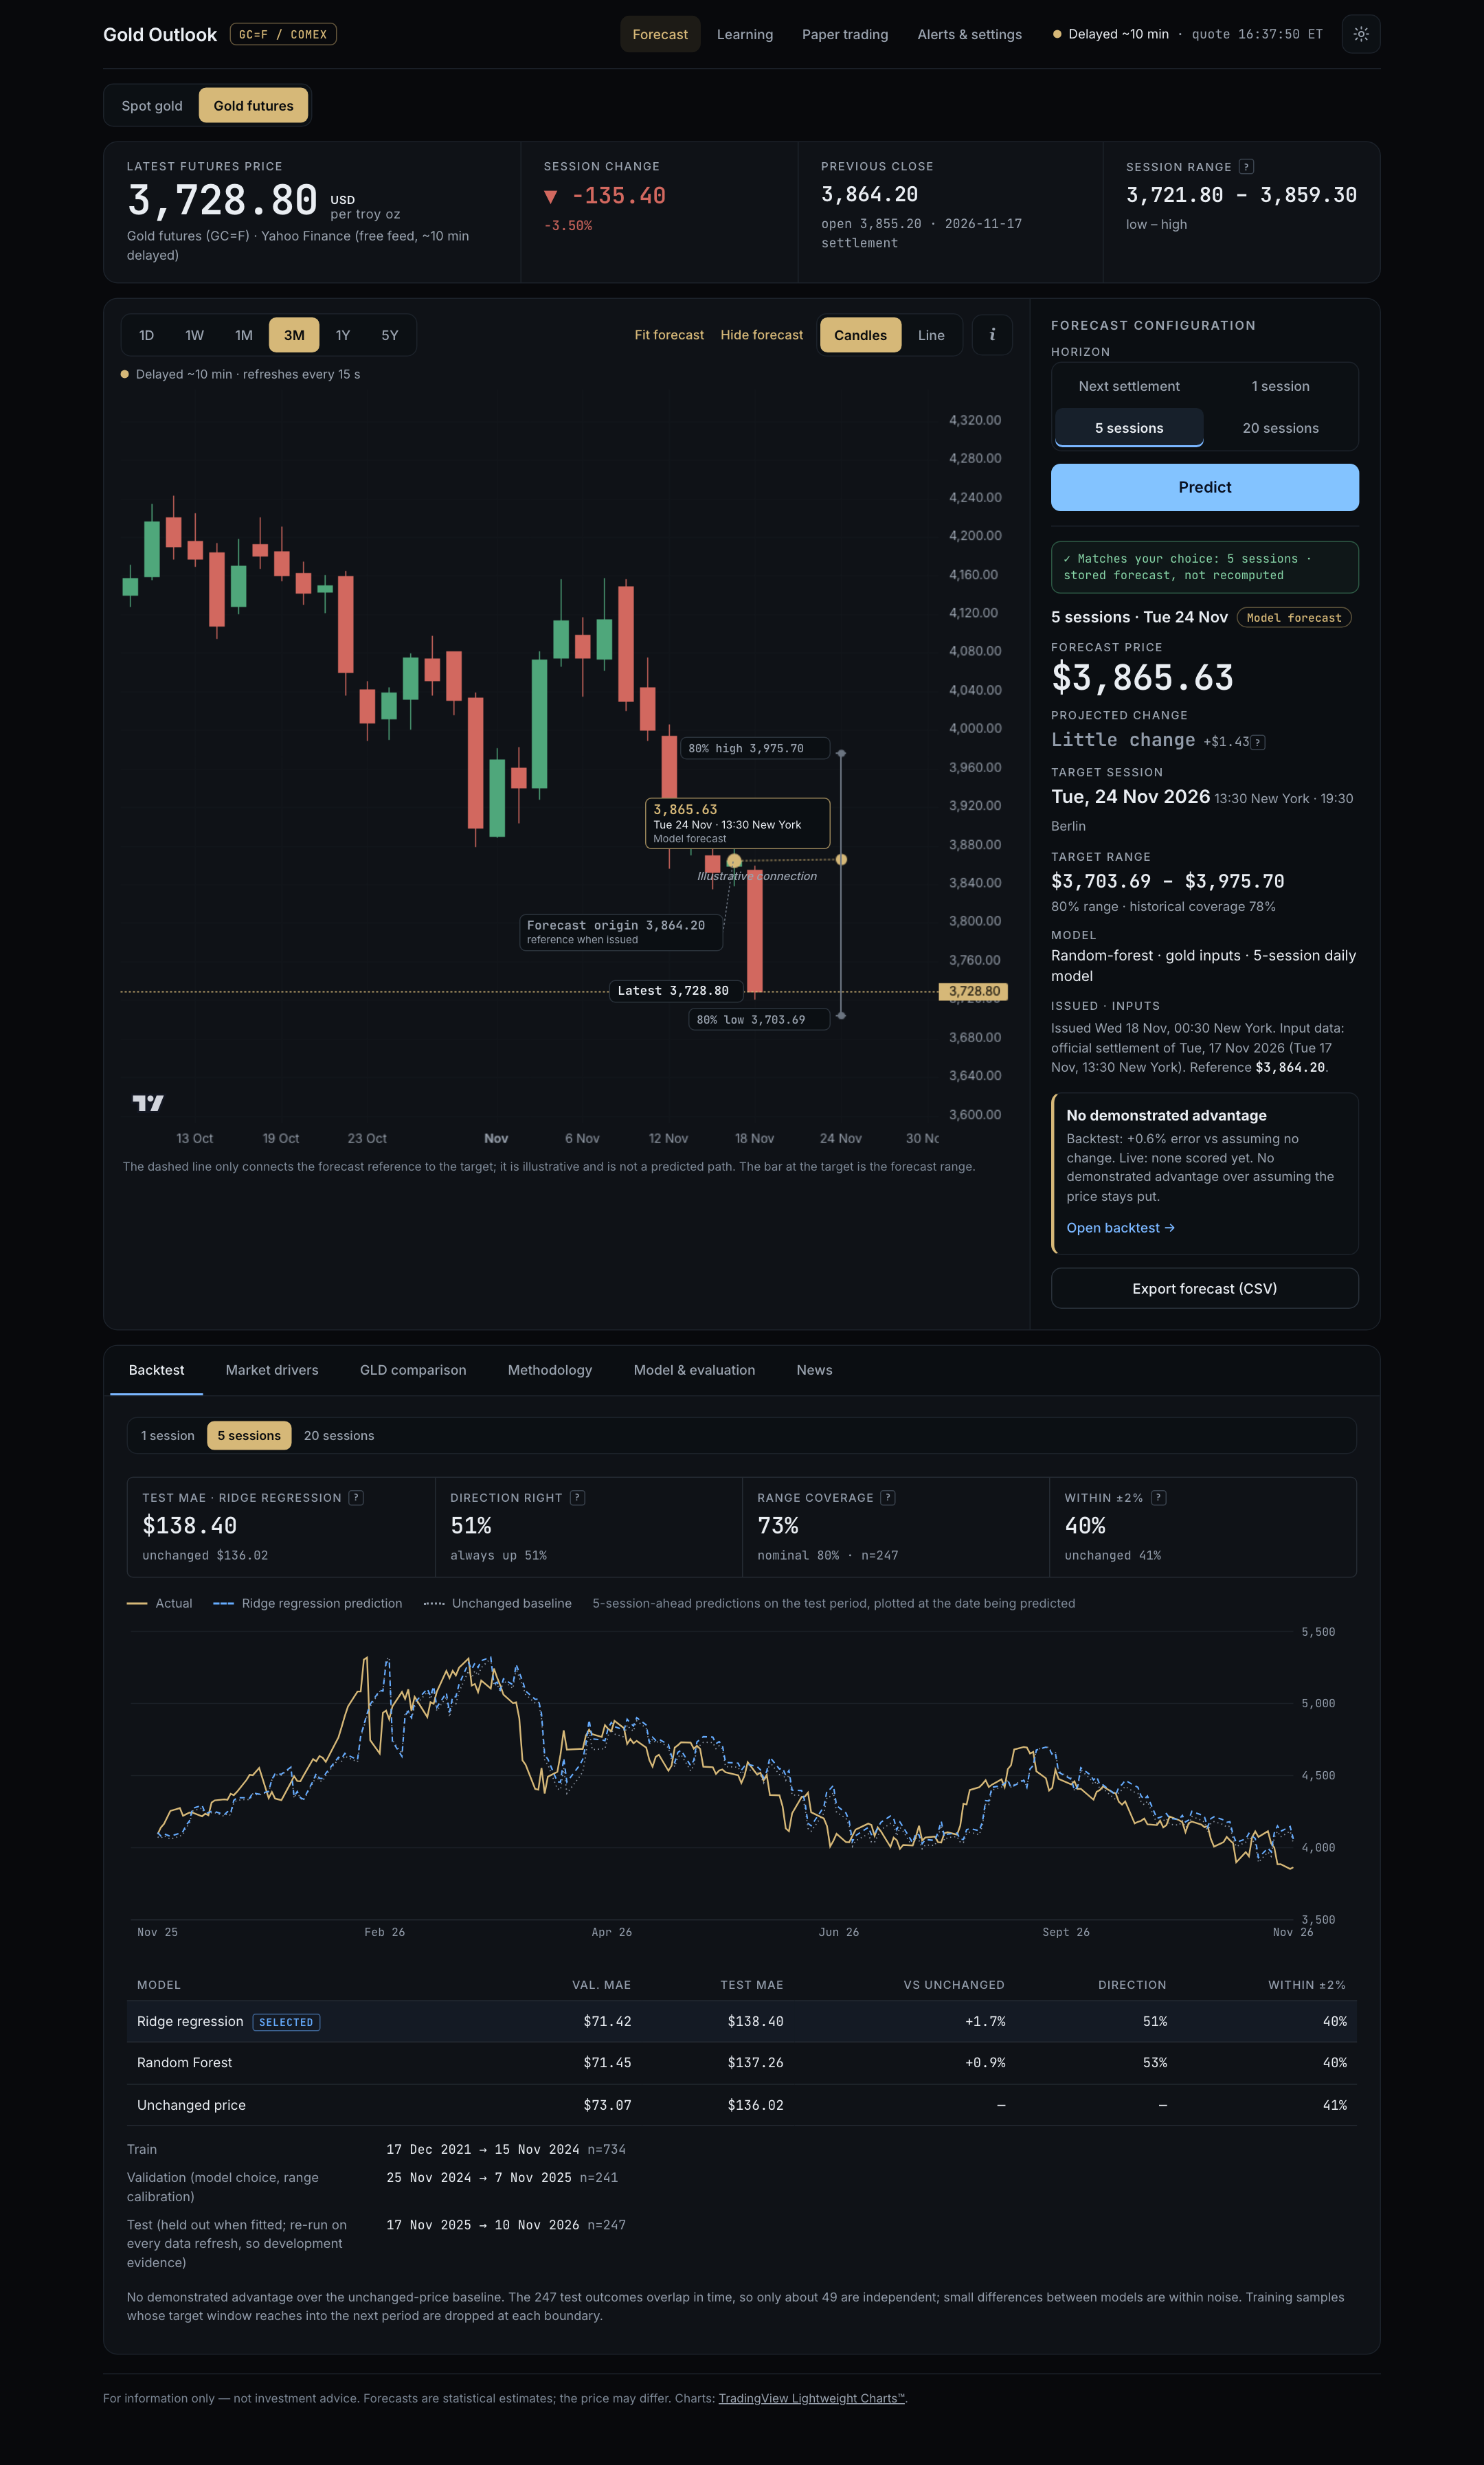 Gold Outlook
GC=F / COMEX
Forecast
Learning
Paper trading
Alerts & settings
Delayed ~10 min · quote 16:37:50 ET
Spot gold
Gold futures
LATEST FUTURES PRICE
3,728.80 USD
per troy oz
Gold futures (GC=F) · Yahoo Finance (free feed, ~10 min
delayed)
SESSION CHANGE
▼ -135.40
-3.50%
PREVIOUS CLOSE
3,864.20
open 3,855.20 · 2026-11-17
settlement
SESSION RANGE ?
3,721.80 – 3,859.30
low – high
1D
1W
1M
3M
1Y
5Y
Fit forecast
Hide forecast
Candles
Line
i
Delayed ~10 min · refreshes every 15 s
4,320.00
4,280.00
4,240.00
4,200.00
4,160.00
4,120.00
4,080.00
4,040.00
4,000.00
3,960.00
3,920.00
3,880.00
3,840.00
3,800.00
3,760.00
3,728.80
3,680.00
3,640.00
3,600.00
80% high 3,975.70
3,865.63
Tue 24 Nov · 13:30 New York
Model forecast
Illustrative connection
Forecast origin 3,864.20
reference when issued
Latest 3,728.80
80% low 3,703.69
13 Oct
19 Oct
23 Oct
Nov
6 Nov
12 Nov
18 Nov
24 Nov
30 No
The dashed line only connects the forecast reference to the target; it is illustrative and is not a predicted path. The bar at the target is the forecast range.
FORECAST CONFIGURATION
HORIZON
Next settlement
1 session
5 sessions
20 sessions
Predict
✓ Matches your choice: 5 sessions ·
stored forecast, not recomputed
5 sessions · Tue 24 Nov
Model forecast
FORECAST PRICE
$3,865.63
PROJECTED CHANGE
Little change +$1.43 ?
TARGET SESSION
Tue, 24 Nov 2026 13:30 New York · 19:30
Berlin
TARGET RANGE
$3,703.69 – $3,975.70
80% range · historical coverage 78%
MODEL
Random-forest · gold inputs · 5-session daily
model
ISSUED · INPUTS
Issued Wed 18 Nov, 00:30 New York. Input data:
official settlement of Tue, 17 Nov 2026 (Tue 17
Nov, 13:30 New York). Reference $3,864.20.
No demonstrated advantage
Backtest: +0.6% error vs assuming no
change. Live: none scored yet. No
demonstrated advantage over assuming the
price stays put.
Open backtest →
Export forecast (CSV)
Backtest
Market drivers
GLD comparison
Methodology
Model & evaluation
News
1 session
5 sessions
20 sessions
TEST MAE · RIDGE REGRESSION ?
$138.40
unchanged $136.02
DIRECTION RIGHT ?
51%
always up 51%
RANGE COVERAGE ?
73%
nominal 80% · n=247
WITHIN ±2% ?
40%
unchanged 41%
Actual
Ridge regression prediction
Unchanged baseline
5-session-ahead predictions on the test period, plotted at the date being predicted
5,500
5,000
4,500
4,000
3,500
Nov 25
Feb 26
Apr 26
Jun 26
Sept 26
Nov 26
MODEL VAL. MAE TEST MAE VS UNCHANGED DIRECTION WITHIN ±2%
Ridge regression SELECTED $71.42 $138.40 +1.7% 51% 40%
Random Forest $71.45 $137.26 +0.9% 53% 40%
Unchanged price $73.07 $136.02 — — 41%
Train 17 Dec 2021 → 15 Nov 2024 n=734
Validation (model choice, range 25 Nov 2024 → 7 Nov 2025 n=241
calibration)
Test (held out when fitted; re-run on 17 Nov 2025 → 10 Nov 2026 n=247
every data refresh, so development
evidence)
No demonstrated advantage over the unchanged-price baseline. The 247 test outcomes overlap in time, so only about 49 are independent; small differences between models are within noise. Training samples
whose target window reaches into the next period are dropped at each boundary.
For information only — not investment advice. Forecasts are statistical estimates; the price may differ. Charts: TradingView Lightweight Charts™.